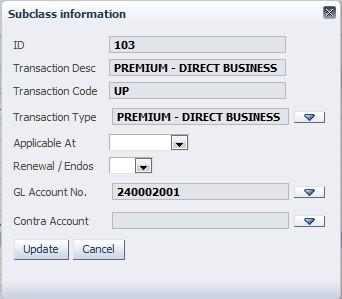 Subclass information
ID 103
Transaction Desc PREMIUM - DIRECT BUSINESS
Transaction Code UP
Transaction Type PREMIUM - DIRECT BUSINESS
Applicable At
Renewal / Endos
GL Account No. 240002001
Contra Account
Update Cancel